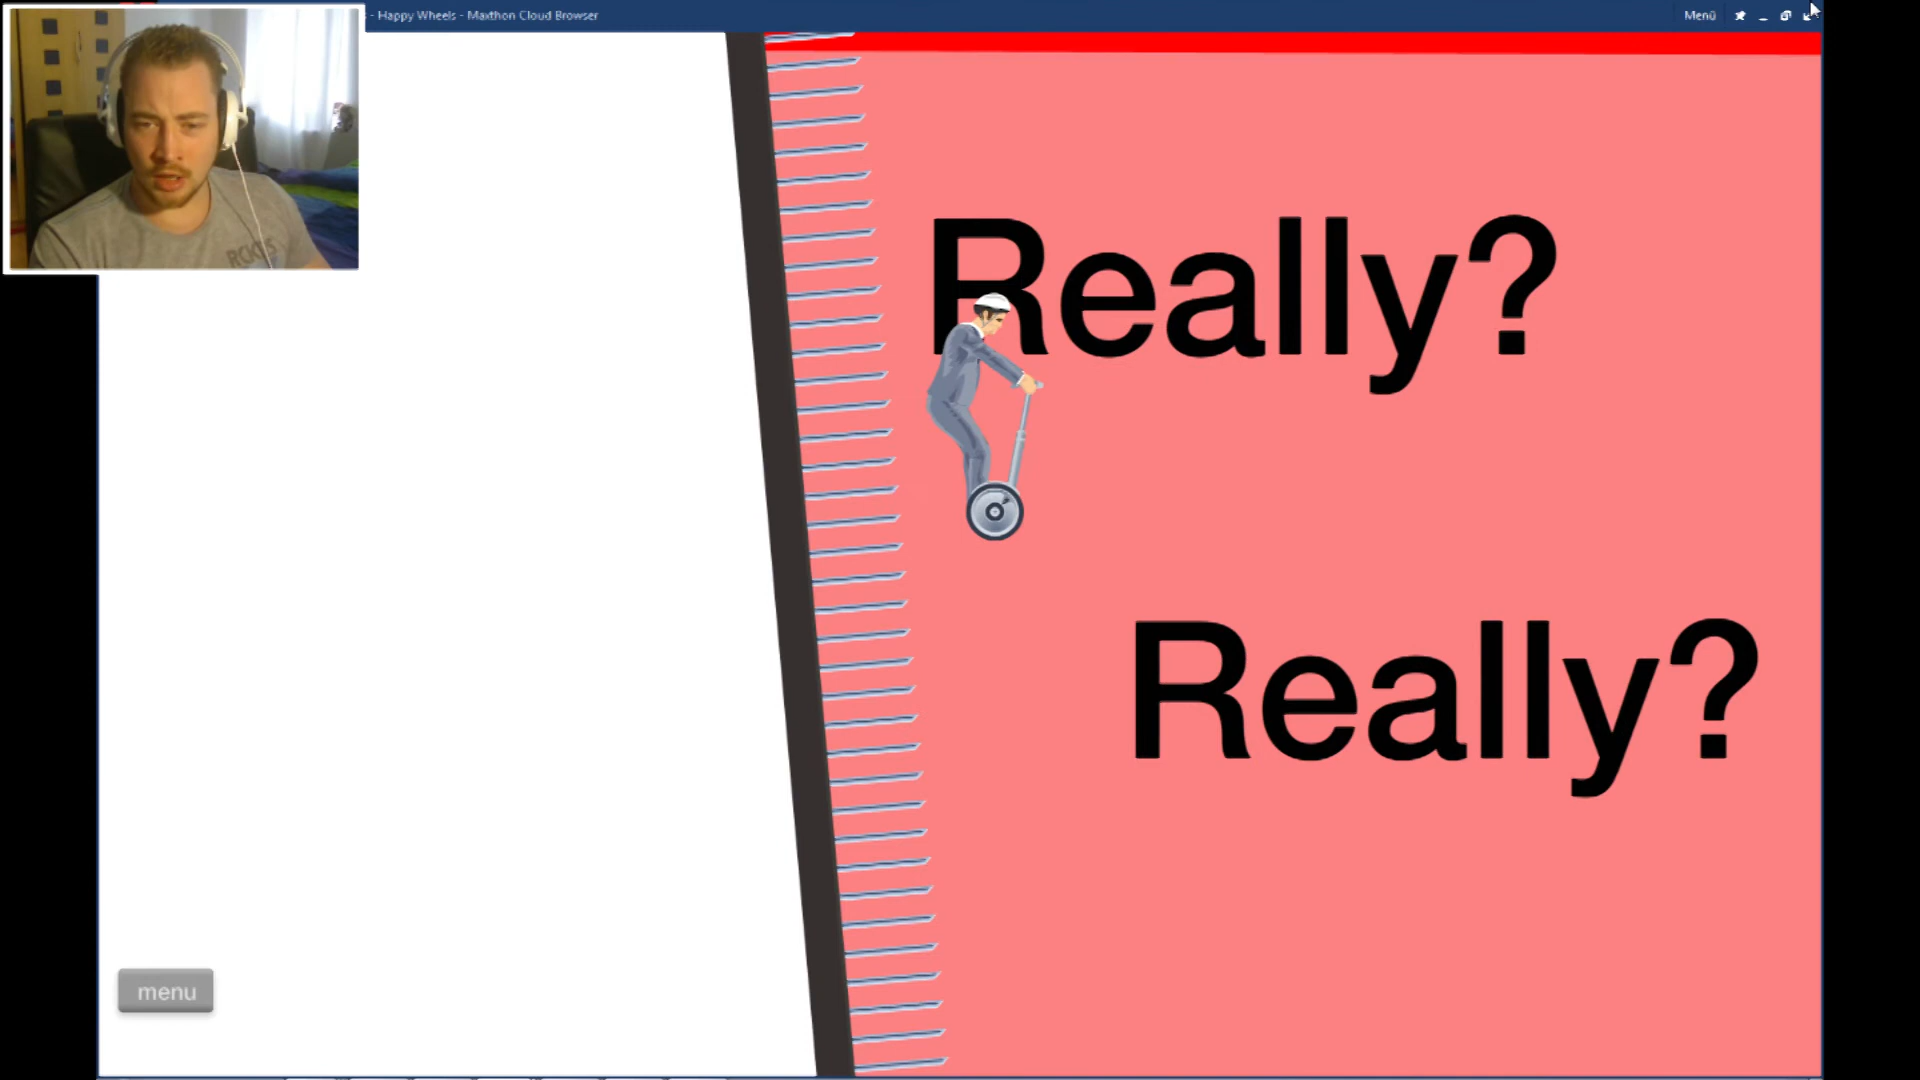 - Happy Wheels - Maxthon Cloud Browser
Menü
Really?
Really?
menu